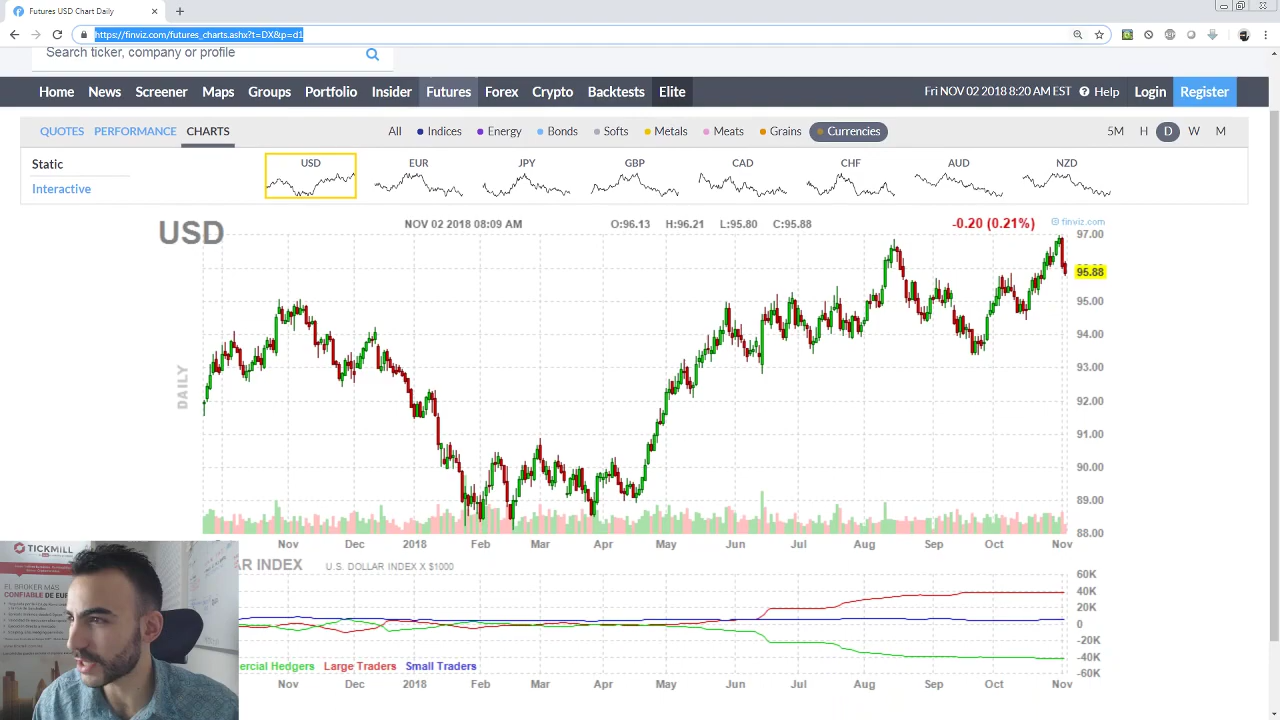 Futures USD Chart Daily
https://finviz.com/futures_charts.ashx?t=DX&p=d1
Search ticker, company or profile
Home News Screener Maps Groups Portfolio Insider Futures Forex Crypto Backtests Elite Fri NOV 02 2018 8:20 AM EST Help Login Register
QUOTES PERFORMANCE CHARTS All Indices Energy Bonds Softs Metals Meats Grains Currencies 5M H D W M
Static USD EUR JPY GBP CAD CHF AUD NZD
Interactive
USD NOV 02 2018 08:09 AM O:96.13 H:96.21 L:95.80 C:95.88 -0.20 (0.21%) © finviz.com
97.00
95.88
95.00
94.00
93.00
DAILY
92.00
91.00
90.00
89.00
88.00
Nov Dec 2018 Feb Mar Apr May Jun Jul Aug Sep Oct Nov
AR INDEX U.S. DOLLAR INDEX X $1000
60K
40K
20K
0
-20K
-40K
-60K
ercial Hedgers Large Traders Small Traders
Nov Dec 2018 Feb Mar Apr May Jun Jul Aug Sep Oct Nov
TICKMILL
EL BROKER MÁS
CONFIABLE DE EUR